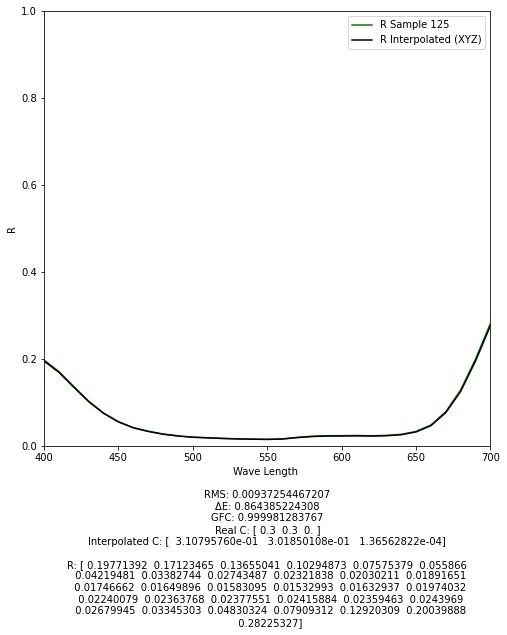 1.0
0.8
0.6
0.4
0.2
0.0
R
R Sample 125
R Interpolated (XYZ)
400 450 500 550 600 650 700
Wave Length
RMS: 0.00937254467207
ΔE: 0.864385224308
GFC: 0.999981283767
Real C: [ 0.3 0.3 0. ]
Interpolated C: [ 3.10795760e-01 3.01850108e-01 1.36562822e-04]
R: [ 0.19771392 0.17123465 0.13655041 0.10294873 0.07575379 0.055866
0.04219481 0.03382744 0.02743487 0.02321838 0.02030211 0.01891651
0.01746662 0.01649896 0.01583095 0.01532993 0.01632937 0.01974032
0.02240079 0.02363768 0.02377551 0.02415884 0.02359463 0.0243969
0.02679945 0.03345303 0.04830324 0.07909312 0.12920309 0.20039888
0.28225327]